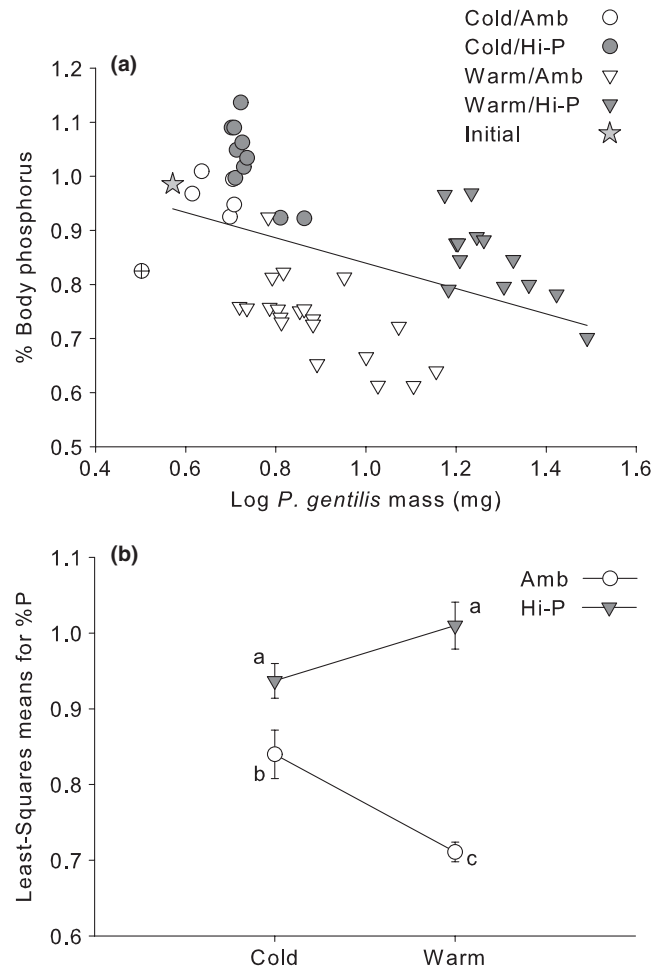 Cold/Amb
Cold/Hi-P
Warm/Amb
Warm/Hi-P
Initial
(a)
1.2
1.1
1.0
0.9
0.8
0.7
0.6
0.5
% Body phosphorus
0.4 0.6 0.8 1.0 1.2 1.4 1.6
Log P. gentilis mass (mg)
(b)
Amb
Hi-P
1.1
1.0
0.9
0.8
0.7
0.6
Least-Squares means for %P
a
a
b
c
Cold Warm